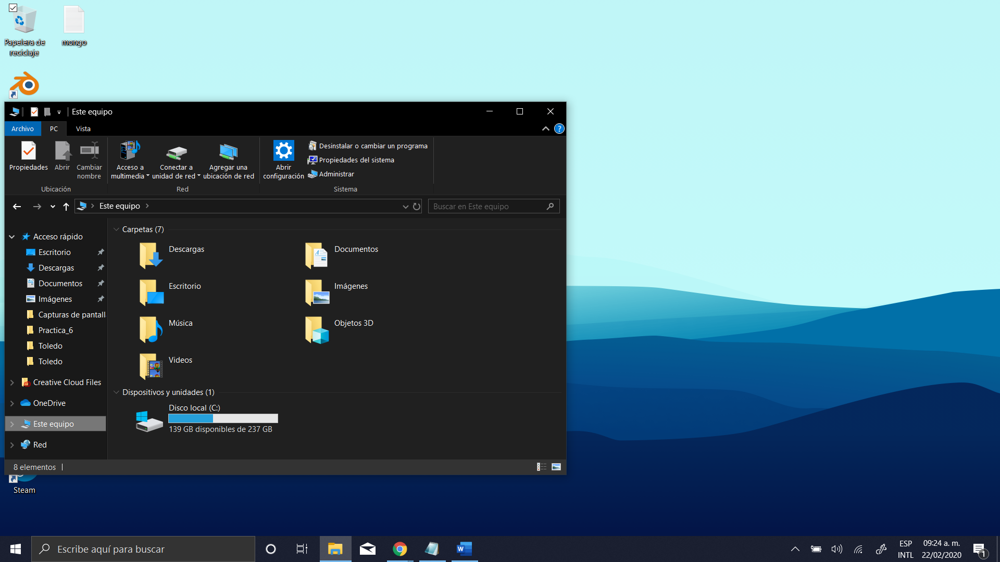 Papelera de
reciclaje
mongo
Este equipo
Archivo
PC
Vista
?
Propiedades
Abrir
Cambiar
nombre
Ubicación
Acceso a
multimedia
Conectar a
unidad de red
Agregar una
ubicación de red
Red
Abrir
configuración
Desinstalar o cambiar un programa
Propiedades del sistema
Administrar
Sistema
Este equipo
Buscar en Este equipo
Acceso rápido
Escritorio
Descargas
Documentos
Imágenes
Capturas de pantall
Practica_6
Toledo
Toledo
Creative Cloud Files
OneDrive
Este equipo
Red
Carpetas (7)
Descargas
Documentos
Escritorio
Imágenes
Música
Objetos 3D
Videos
Dispositivos y unidades (1)
Disco local (C:)
139 GB disponibles de 237 GB
8 elementos
Steam
Escribe aquí para buscar
ESP
INTL
09:24 a. m.
22/02/2020
1